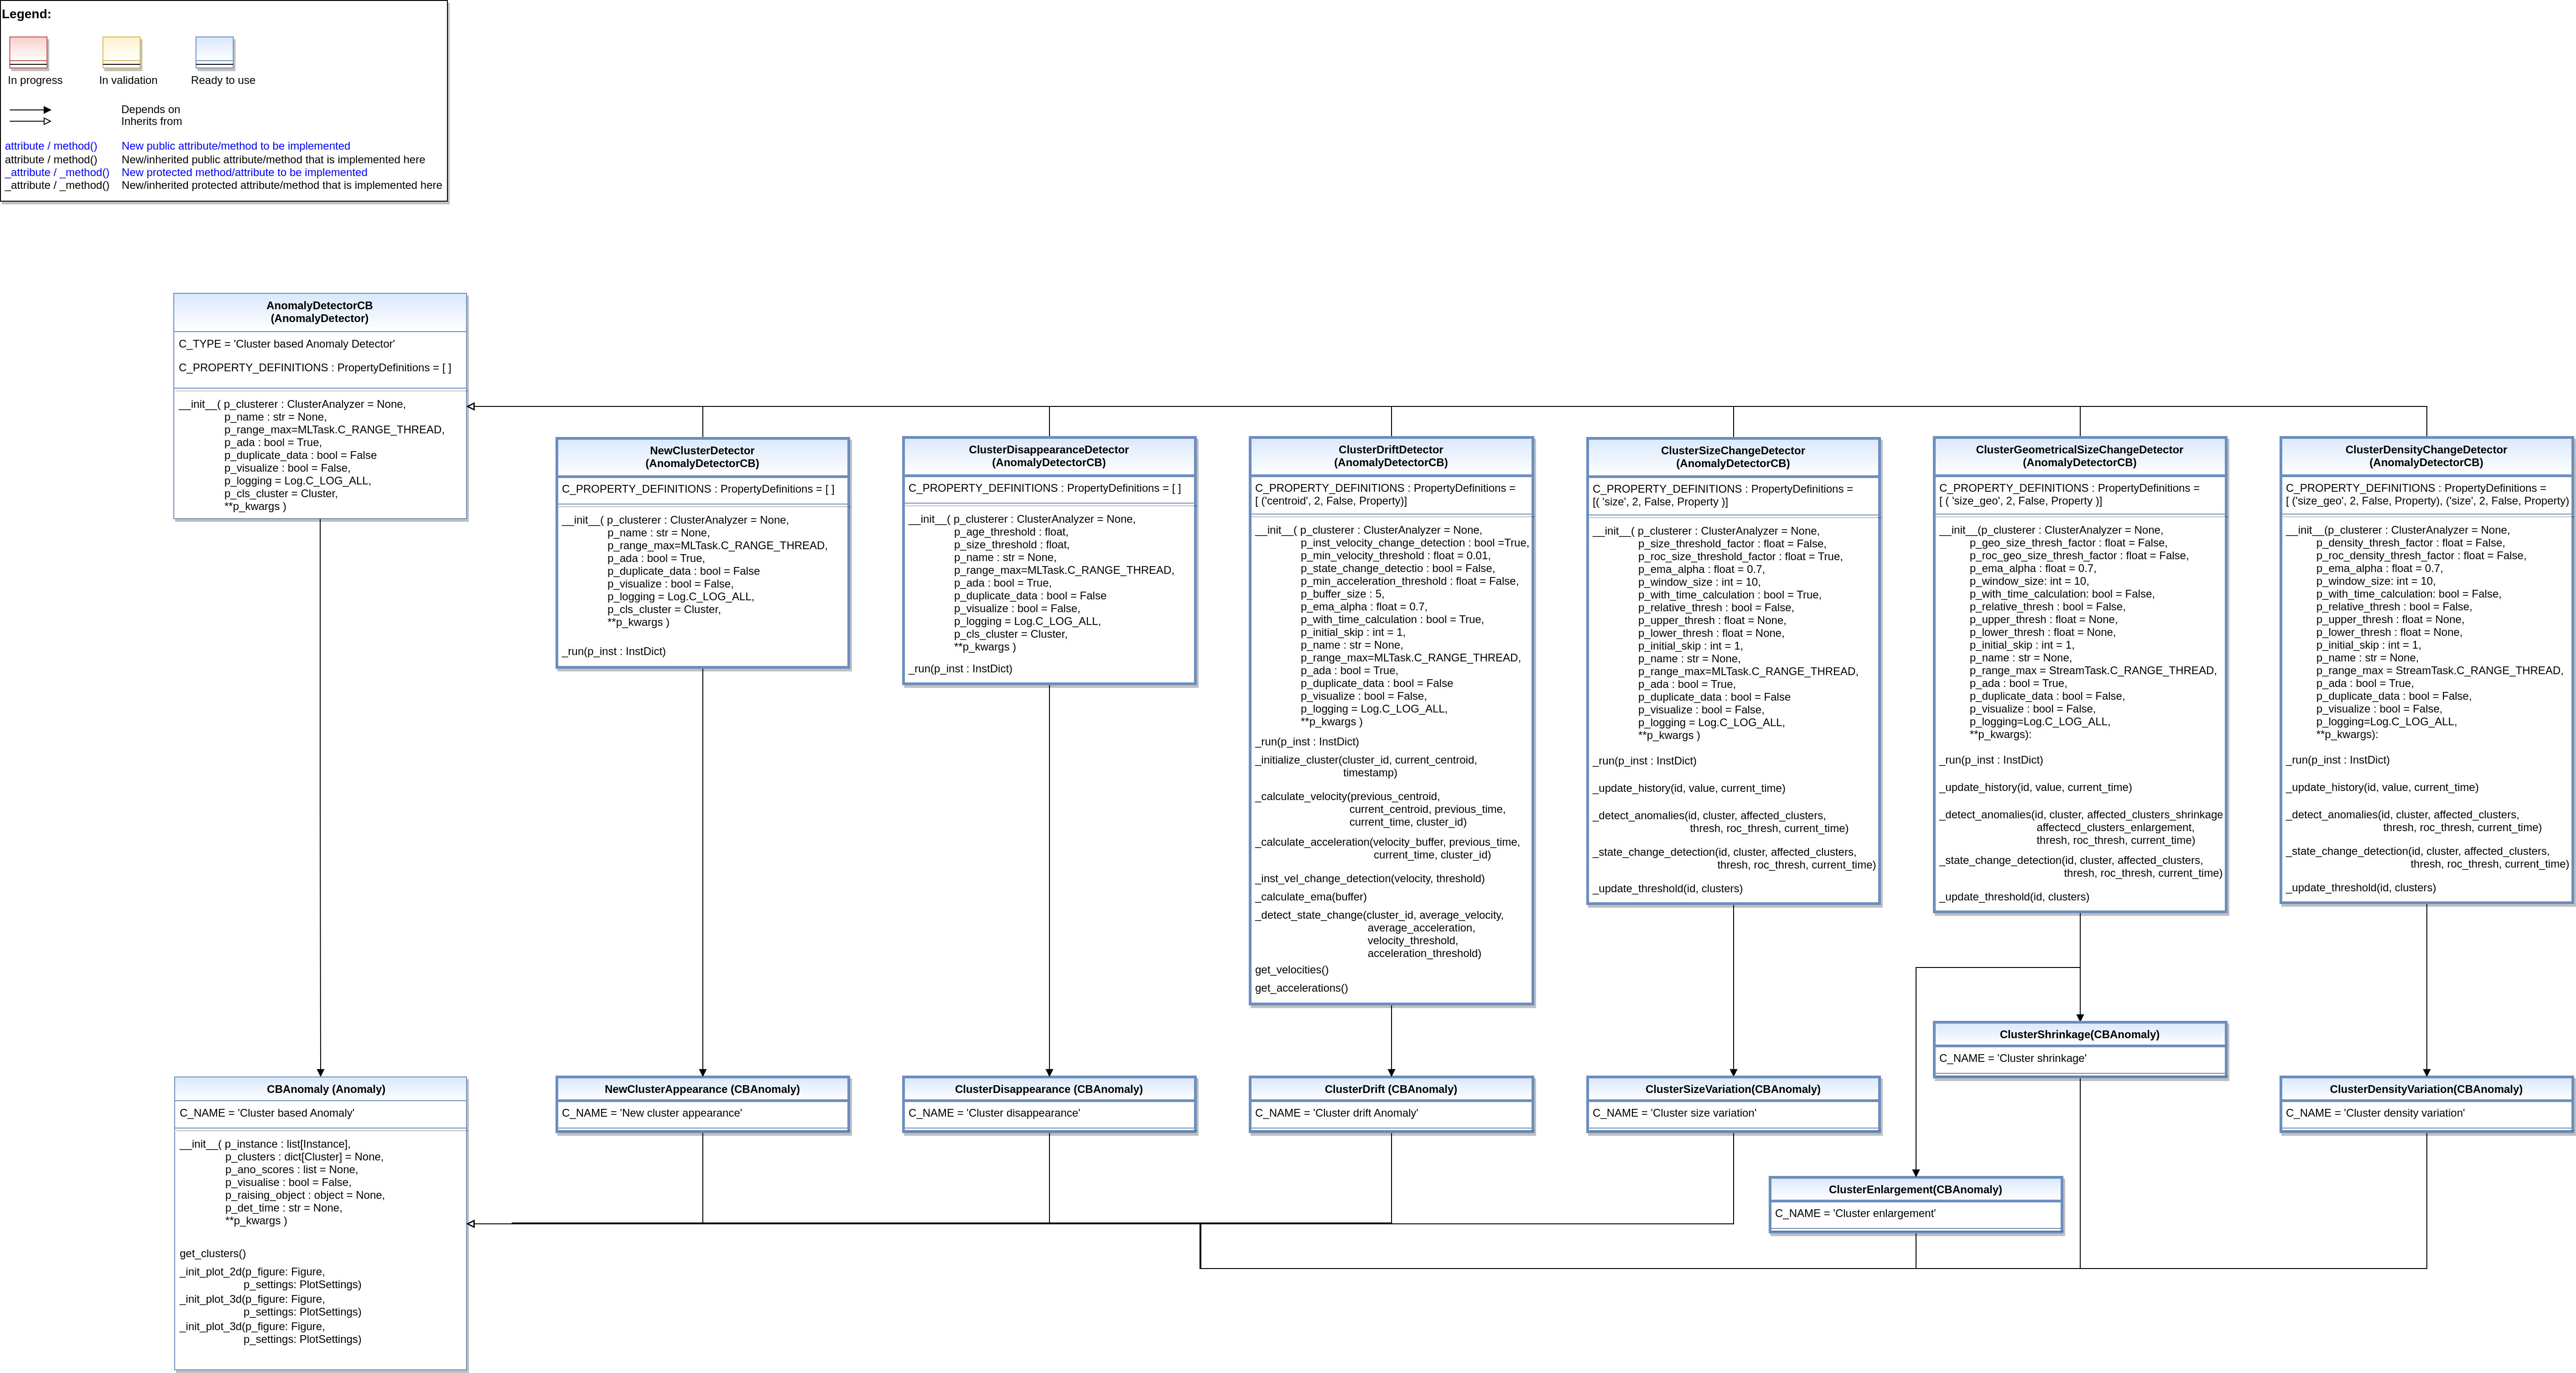 Legend:
In progress
In validation
Ready to use
Depends on
Inherits from
attribute / method() New public attribute/method to be implemented
attribute / method() New/inherited public attribute/method that is implemented here
_attribute / _method() New protected method/attribute to be implemented
_attribute / _method() New/inherited protected attribute/method that is implemented here
AnomalyDetectorCB
(AnomalyDetector)
C_TYPE = 'Cluster based Anomaly Detector'
C_PROPERTY_DEFINITIONS : PropertyDefinitions = [ ]
__init__( p_clusterer : ClusterAnalyzer = None,
p_name : str = None,
p_range_max=MLTask.C_RANGE_THREAD,
p_ada : bool = True,
p_duplicate_data : bool = False
p_visualize : bool = False,
p_logging = Log.C_LOG_ALL,
p_cls_cluster = Cluster,
**p_kwargs )
NewClusterDetector
(AnomalyDetectorCB)
C_PROPERTY_DEFINITIONS : PropertyDefinitions = [ ]
__init__( p_clusterer : ClusterAnalyzer = None,
p_name : str = None,
p_range_max=MLTask.C_RANGE_THREAD,
p_ada : bool = True,
p_duplicate_data : bool = False
p_visualize : bool = False,
p_logging = Log.C_LOG_ALL,
p_cls_cluster = Cluster,
**p_kwargs )
_run(p_inst : InstDict)
ClusterDisappearanceDetector
(AnomalyDetectorCB)
C_PROPERTY_DEFINITIONS : PropertyDefinitions = [ ]
__init__( p_clusterer : ClusterAnalyzer = None,
p_age_threshold : float,
p_size_threshold : float,
p_name : str = None,
p_range_max=MLTask.C_RANGE_THREAD,
p_ada : bool = True,
p_duplicate_data : bool = False
p_visualize : bool = False,
p_logging = Log.C_LOG_ALL,
p_cls_cluster = Cluster,
**p_kwargs )
_run(p_inst : InstDict)
ClusterDriftDetector
(AnomalyDetectorCB)
C_PROPERTY_DEFINITIONS : PropertyDefinitions =
[ ('centroid', 2, False, Property)]
__init__( p_clusterer : ClusterAnalyzer = None,
p_inst_velocity_change_detection : bool =True,
p_min_velocity_threshold : float = 0.01,
p_state_change_detectio : bool = False,
p_min_acceleration_threshold : float = False,
p_buffer_size : 5,
p_ema_alpha : float = 0.7,
p_with_time_calculation : bool = True,
p_initial_skip : int = 1,
p_name : str = None,
p_range_max=MLTask.C_RANGE_THREAD,
p_ada : bool = True,
p_duplicate_data : bool = False
p_visualize : bool = False,
p_logging = Log.C_LOG_ALL,
**p_kwargs )
_run(p_inst : InstDict)
_initialize_cluster(cluster_id, current_centroid,
timestamp)
_calculate_velocity(previous_centroid,
current_centroid, previous_time,
current_time, cluster_id)
_calculate_acceleration(velocity_buffer, previous_time,
current_time, cluster_id)
_inst_vel_change_detection(velocity, threshold)
_calculate_ema(buffer)
_detect_state_change(cluster_id, average_velocity,
average_acceleration,
velocity_threshold,
acceleration_threshold)
get_velocities()
get_accelerations()
ClusterSizeChangeDetector
(AnomalyDetectorCB)
C_PROPERTY_DEFINITIONS : PropertyDefinitions =
[( 'size', 2, False, Property )]
__init__( p_clusterer : ClusterAnalyzer = None,
p_size_threshold_factor : float = False,
p_roc_size_threshold_factor : float = True,
p_ema_alpha : float = 0.7,
p_window_size : int = 10,
p_with_time_calculation : bool = True,
p_relative_thresh : bool = False,
p_upper_thresh : float = None,
p_lower_thresh : float = None,
p_initial_skip : int = 1,
p_name : str = None,
p_range_max=MLTask.C_RANGE_THREAD,
p_ada : bool = True,
p_duplicate_data : bool = False
p_visualize : bool = False,
p_logging = Log.C_LOG_ALL,
**p_kwargs )
_run(p_inst : InstDict)
_update_history(id, value, current_time)
_detect_anomalies(id, cluster, affected_clusters,
thresh, roc_thresh, current_time)
_state_change_detection(id, cluster, affected_clusters,
thresh, roc_thresh, current_time)
_update_threshold(id, clusters)
ClusterGeometricalSizeChangeDetector
(AnomalyDetectorCB)
C_PROPERTY_DEFINITIONS : PropertyDefinitions =
[ ( 'size_geo', 2, False, Property )]
__init__(p_clusterer : ClusterAnalyzer = None,
p_geo_size_thresh_factor : float = False,
p_roc_geo_size_thresh_factor : float = False,
p_ema_alpha : float = 0.7,
p_window_size: int = 10,
p_with_time_calculation: bool = False,
p_relative_thresh : bool = False,
p_upper_thresh : float = None,
p_lower_thresh : float = None,
p_initial_skip : int = 1,
p_name : str = None,
p_range_max = StreamTask.C_RANGE_THREAD,
p_ada : bool = True,
p_duplicate_data : bool = False,
p_visualize : bool = False,
p_logging=Log.C_LOG_ALL,
**p_kwargs):
_run(p_inst : InstDict)
_update_history(id, value, current_time)
_detect_anomalies(id, cluster, affected_clusters_shrinkage
affectecd_clusters_enlargement,
thresh, roc_thresh, current_time)
_state_change_detection(id, cluster, affected_clusters,
thresh, roc_thresh, current_time)
_update_threshold(id, clusters)
ClusterDensityChangeDetector
(AnomalyDetectorCB)
C_PROPERTY_DEFINITIONS : PropertyDefinitions =
[ ('size_geo', 2, False, Property), ('size', 2, False, Property)
__init__(p_clusterer : ClusterAnalyzer = None,
p_density_thresh_factor : float = False,
p_roc_density_thresh_factor : float = False,
p_ema_alpha : float = 0.7,
p_window_size: int = 10,
p_with_time_calculation: bool = False,
p_relative_thresh : bool = False,
p_upper_thresh : float = None,
p_lower_thresh : float = None,
p_initial_skip : int = 1,
p_name : str = None,
p_range_max = StreamTask.C_RANGE_THREAD,
p_ada : bool = True,
p_duplicate_data : bool = False,
p_visualize : bool = False,
p_logging=Log.C_LOG_ALL,
**p_kwargs):
_run(p_inst : InstDict)
_update_history(id, value, current_time)
_detect_anomalies(id, cluster, affected_clusters,
thresh, roc_thresh, current_time)
_state_change_detection(id, cluster, affected_clusters,
thresh, roc_thresh, current_time)
_update_threshold(id, clusters)
ClusterShrinkage(CBAnomaly)
C_NAME = 'Cluster shrinkage'
CBAnomaly (Anomaly)
C_NAME = 'Cluster based Anomaly'
__init__( p_instance : list[Instance],
p_clusters : dict[Cluster] = None,
p_ano_scores : list = None,
p_visualise : bool = False,
p_raising_object : object = None,
p_det_time : str = None,
**p_kwargs )
get_clusters()
_init_plot_2d(p_figure: Figure,
p_settings: PlotSettings)
_init_plot_3d(p_figure: Figure,
p_settings: PlotSettings)
_init_plot_3d(p_figure: Figure,
p_settings: PlotSettings)
NewClusterAppearance (CBAnomaly)
C_NAME = 'New cluster appearance'
ClusterDisappearance (CBAnomaly)
C_NAME = 'Cluster disappearance'
ClusterDrift (CBAnomaly)
C_NAME = 'Cluster drift Anomaly'
ClusterSizeVariation(CBAnomaly)
C_NAME = 'Cluster size variation'
ClusterDensityVariation(CBAnomaly)
C_NAME = 'Cluster density variation'
ClusterEnlargement(CBAnomaly)
C_NAME = 'Cluster enlargement'